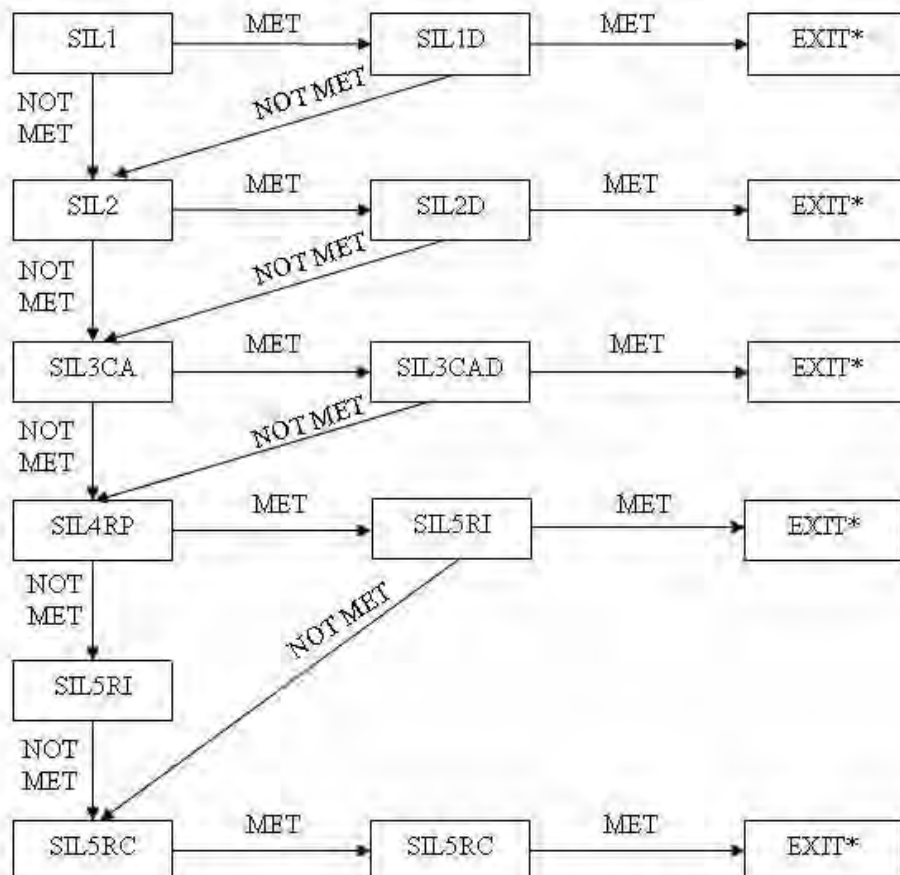 SIL1 MET SIL1D MET EXIT*
NOT
MET
NOT MET
SIL2 MET SIL2D MET EXIT*
NOT
MET
NOT MET
SIL3CA MET SIL3CAD MET EXIT*
NOT
MET
NOT MET
SIL4RP MET SIL5RI MET EXIT*
NOT
MET
NOT MET
SIL5RI
NOT
MET
SIL5RC MET SIL5RC MET EXIT*